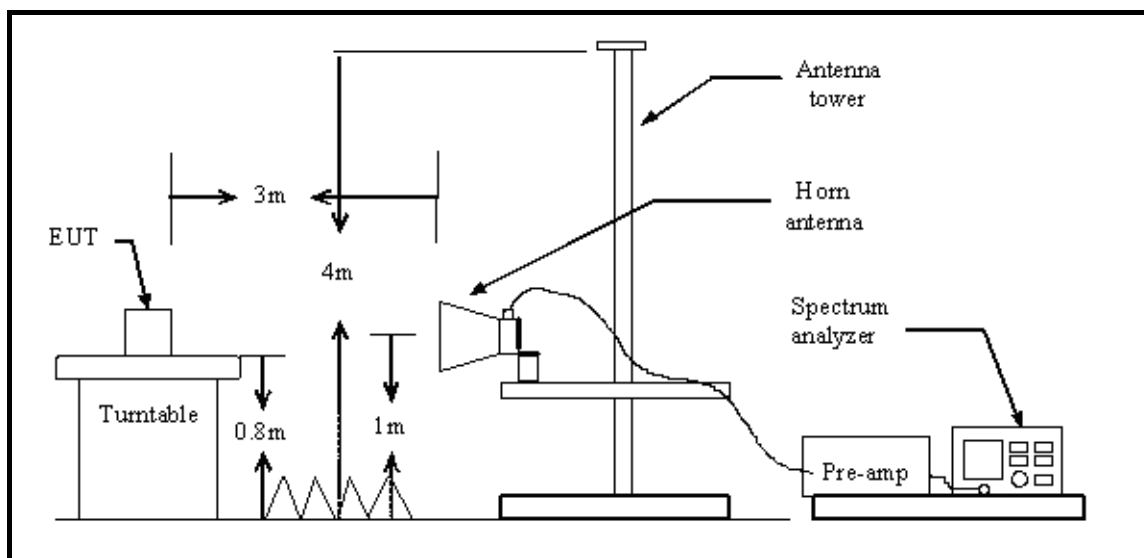 Antenna
tower
3m
Horn
antenna
EUT
4m
Spectrum
analyzer
Turntable
0.8m
1m
Pre-amp